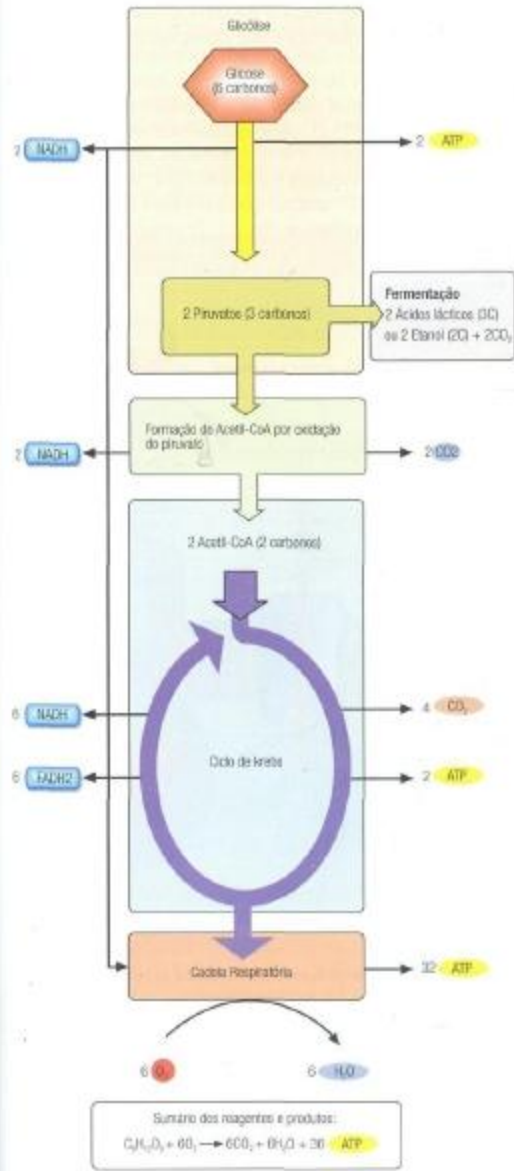 Glicólise
Glicose
(6 carbonos)
2 NADH
2 ATP
2 Piruvatos (3 carbonos)
Fermentação
2 Ácidos lácticos (3C)
ou 2 Etanol (2C) + 2CO₂
Formação de Acetil-CoA por oxidação
do piruvato
2 NADH
2 CO2
2 Acetil-CoA (2 carbonos)
6 NADH
4 CO₂
Ciclo de krebs
6 FADH2
2 ATP
Cadeia Respiratória
32 ATP
6 O₂
6 H₂O
Sumário dos reagentes e produtos:
C₆H₁₂O₆ + 6O₂ → 6CO₂ + 6H₂O + 36 ATP